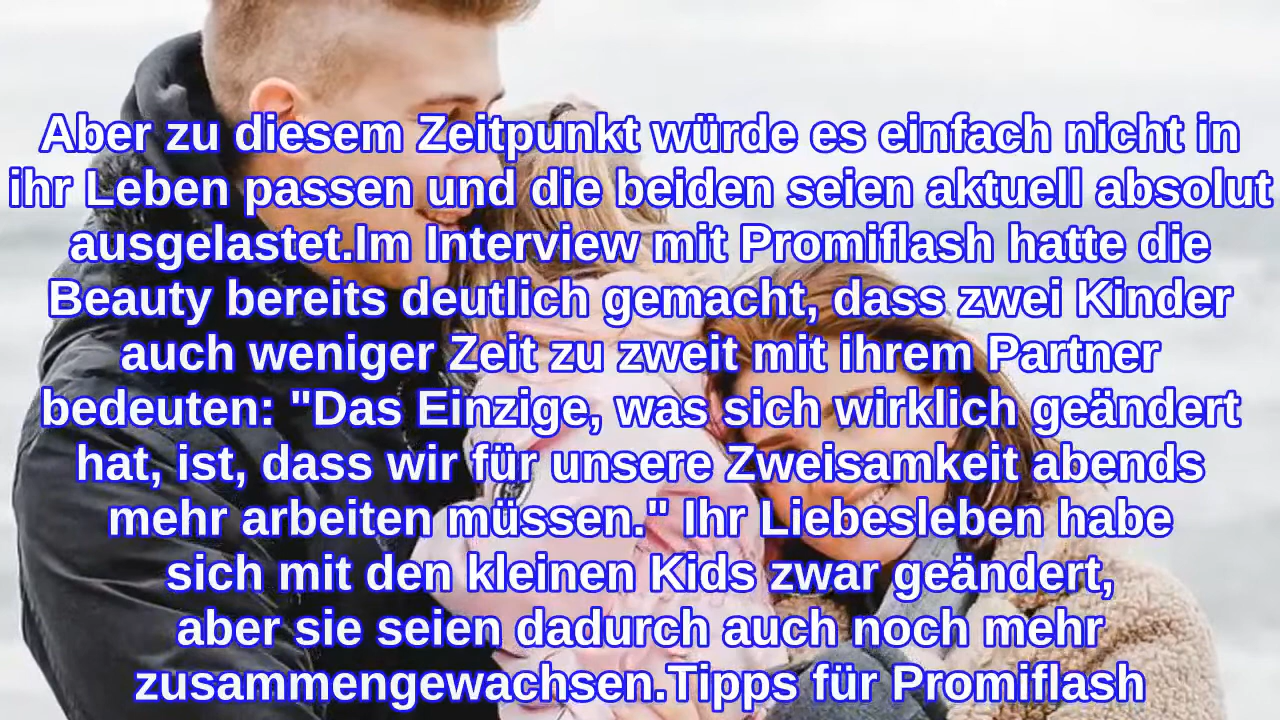 Aber zu diesem Zeitpunkt würde es einfach nicht in
ihr Leben passen und die beiden seien aktuell absolut
ausgelastet.Im Interview mit Promiflash hatte die
Beauty bereits deutlich gemacht, dass zwei Kinder
auch weniger Zeit zu zweit mit ihrem Partner
bedeuten: "Das Einzige, was sich wirklich geändert
hat, ist, dass wir für unsere Zweisamkeit abends
mehr arbeiten müssen." Ihr Liebesleben habe
sich mit den kleinen Kids zwar geändert,
aber sie seien dadurch auch noch mehr
zusammengewachsen.Tipps für Promiflash